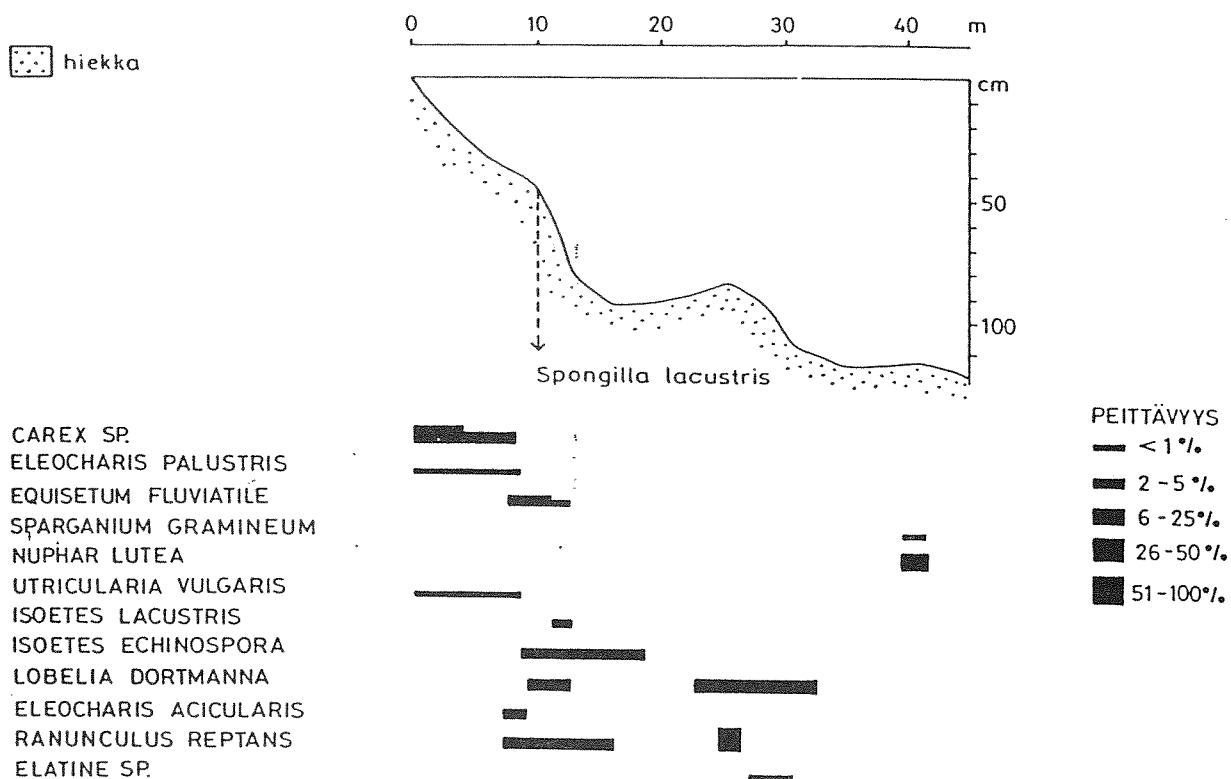 0 10 20 30 40 m
hiekka
cm
50
100
Spongilla lacustris
PEITTÄVYYS
< 1 %
2 - 5 %
6 - 25 %
26 - 50 %
51 - 100 %
CAREX SP.
ELEOCHARIS PALUSTRIS
EQUISETUM FLUVIATILE
SPARGANIUM GRAMINEUM
NUPHAR LUTEA
UTRICULARIA VULGARIS
ISOETES LACUSTRIS
ISOETES ECHINOSPORA
LOBELIA DORTMANNA
ELEOCHARIS ACICULARIS
RANUNCULUS REPTANS
ELATINE SP.